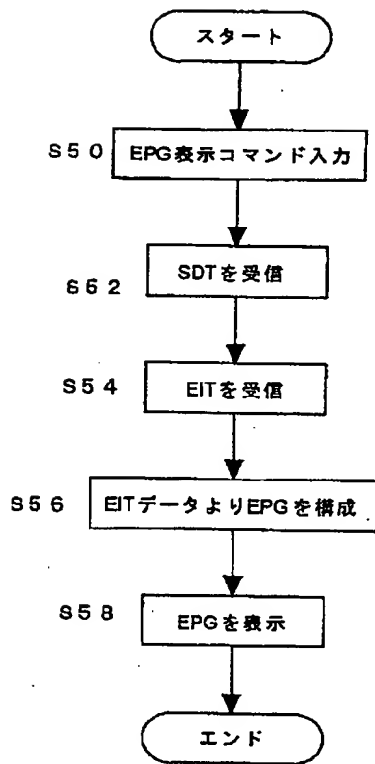 スタート
S50 EPG表示コマンド入力
S52 SDTを受信
S54 EITを受信
S56 EITデータよりEPGを構成
S58 EPGを表示
エンド